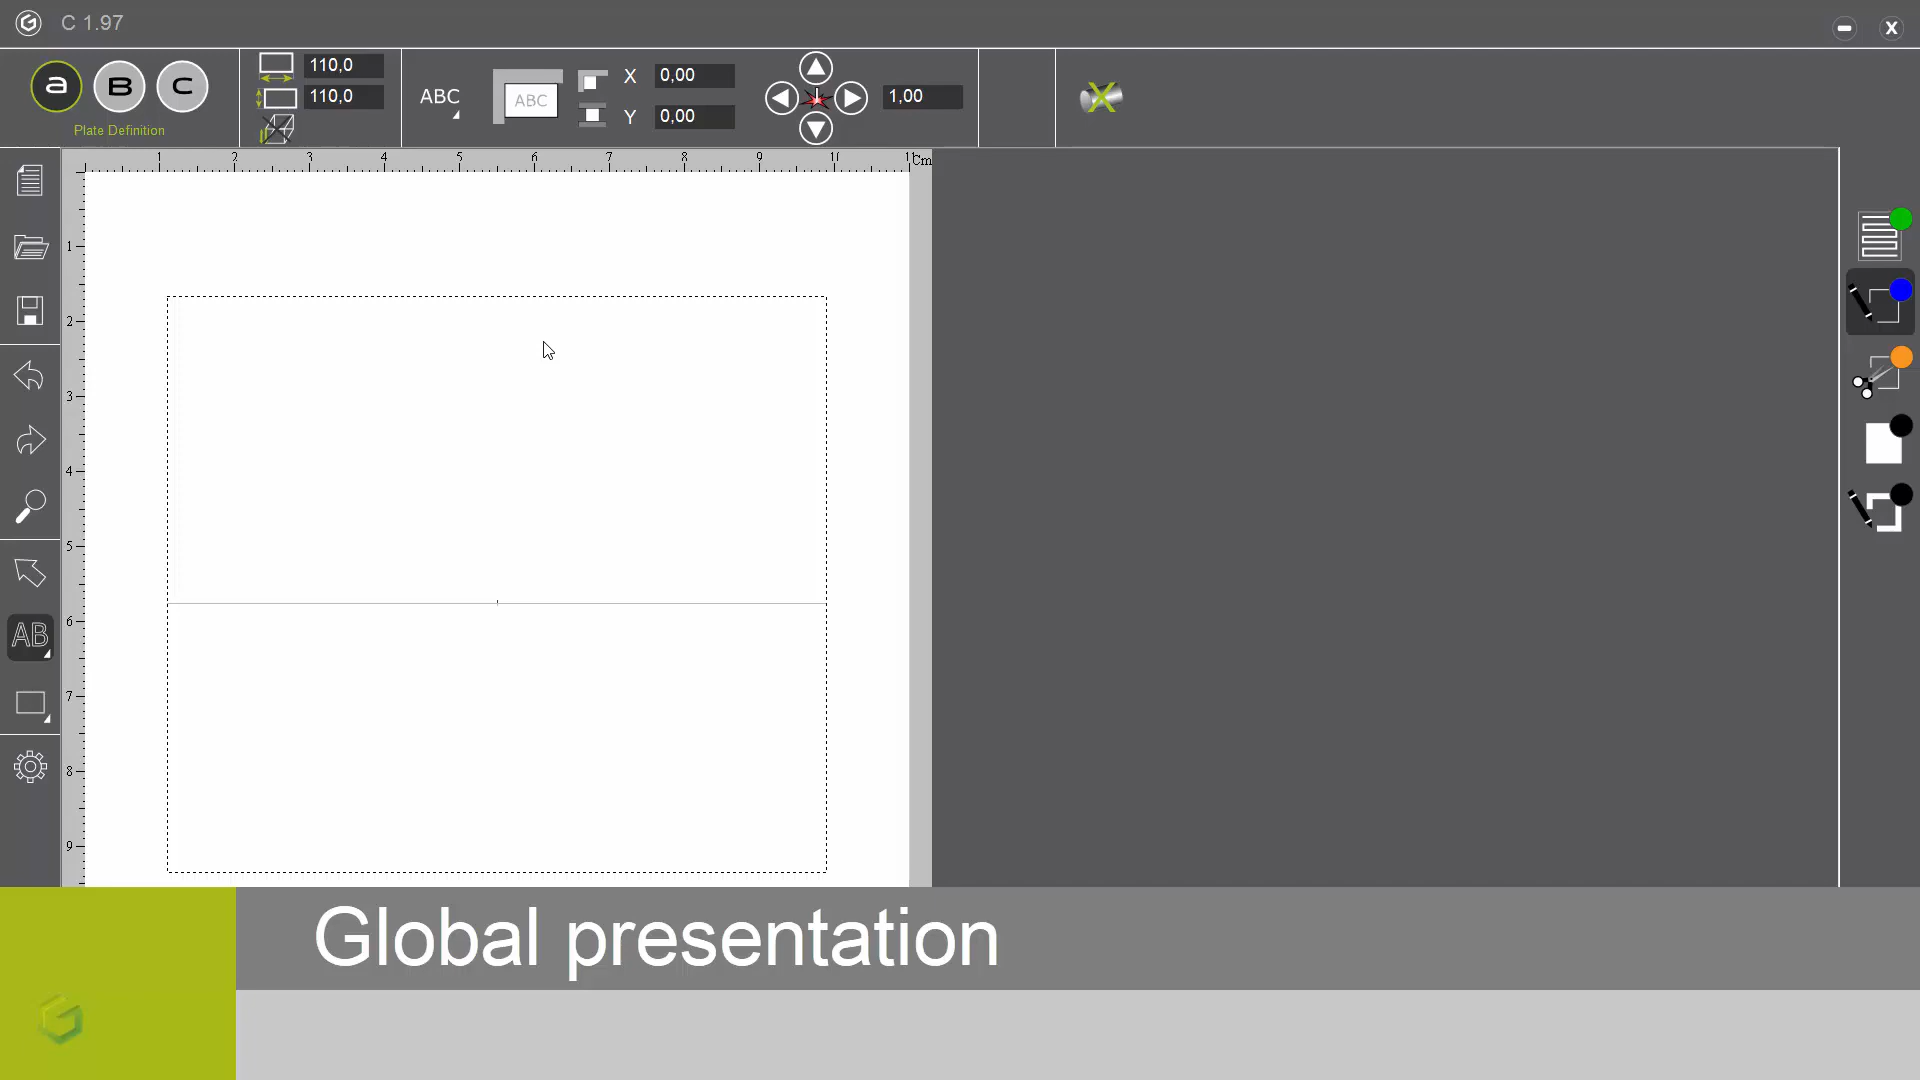 C 1.97
a B C
Plate Definition
110,0
110,0
ABC
ABC
X 0,00
Y 0,00
1,00
1 2 3 4 5 6 7 8 9 10 11 Cm
1
2
3
4
5
6
7
8
9
AB
Global presentation